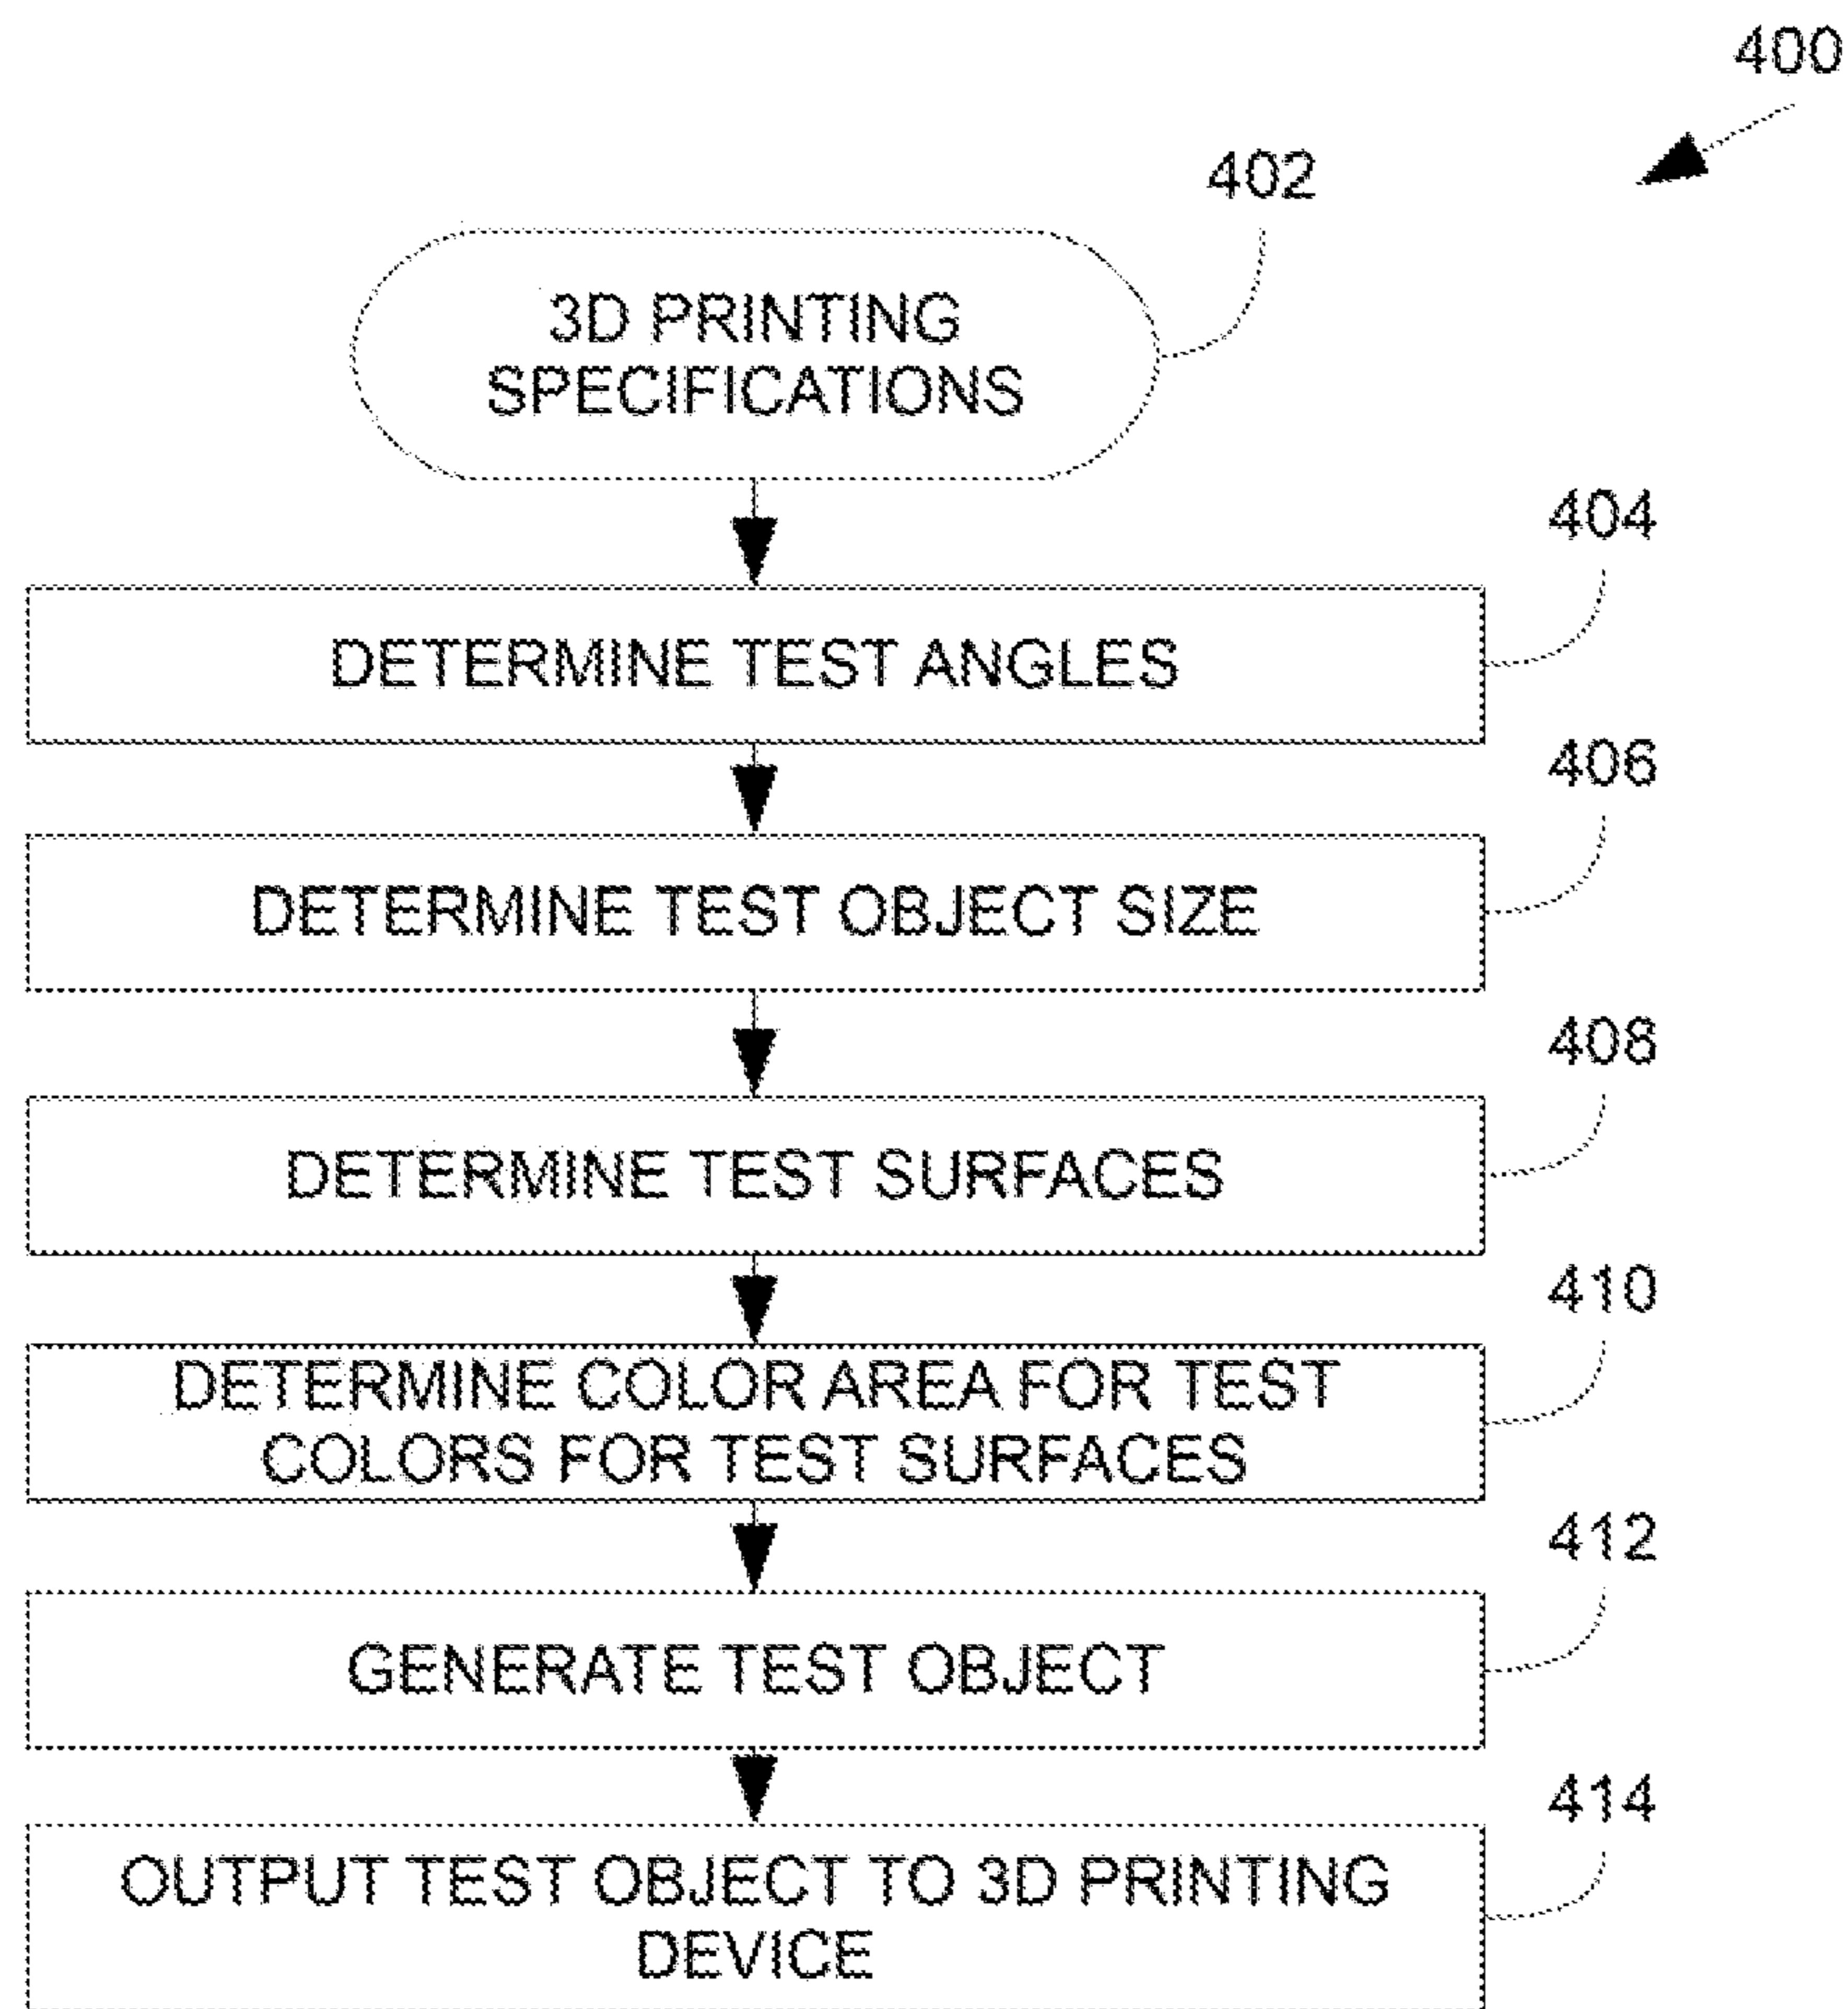 400
402
3D PRINTING
SPECIFICATIONS
404
DETERMINE TEST ANGLES
406
DETERMINE TEST OBJECT SIZE
408
DETERMINE TEST SURFACES
410
DETERMINE COLOR AREA FOR TEST
COLORS FOR TEST SURFACES
412
GENERATE TEST OBJECT
414
OUTPUT TEST OBJECT TO 3D PRINTING
DEVICE